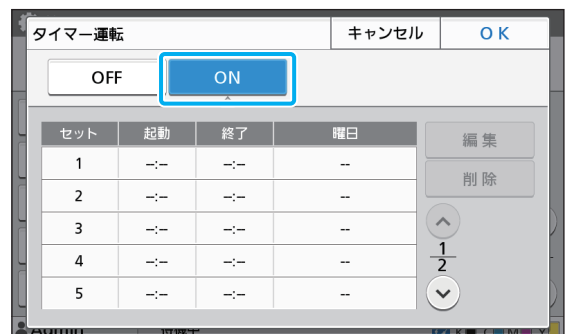 タイマー運転 キャンセル OK
OFF ON
セット 起動 終了 曜日
1 --:-- --:-- --
2 --:-- --:-- --
3 --:-- --:-- --
4 --:-- --:-- --
5 --:-- --:-- --
編集
削除
1
2
Admin